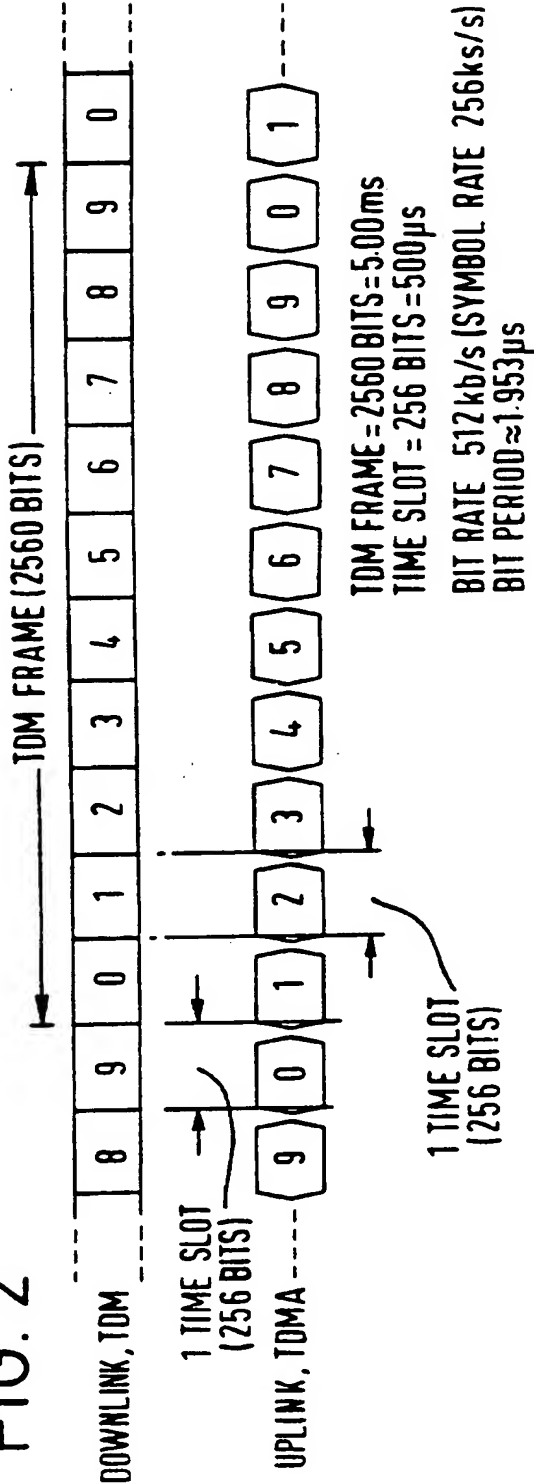 FIG. 2
TDM FRAME (2560 BITS)
DOWNLINK, TDM
8 9 0 1 2 3 4 5 6 7 8 9 0
1 TIME SLOT
(256 BITS)
UPLINK, TDMA
9 0 1 2 3 4 5 6 7 8 9 0 1
1 TIME SLOT
(256 BITS)
TDM FRAME = 2560 BITS = 5.00ms
TIME SLOT = 256 BITS = 500µs
BIT RATE 512kb/s (SYMBOL RATE 256ks/s)
BIT PERIOD ≈ 1.953µs